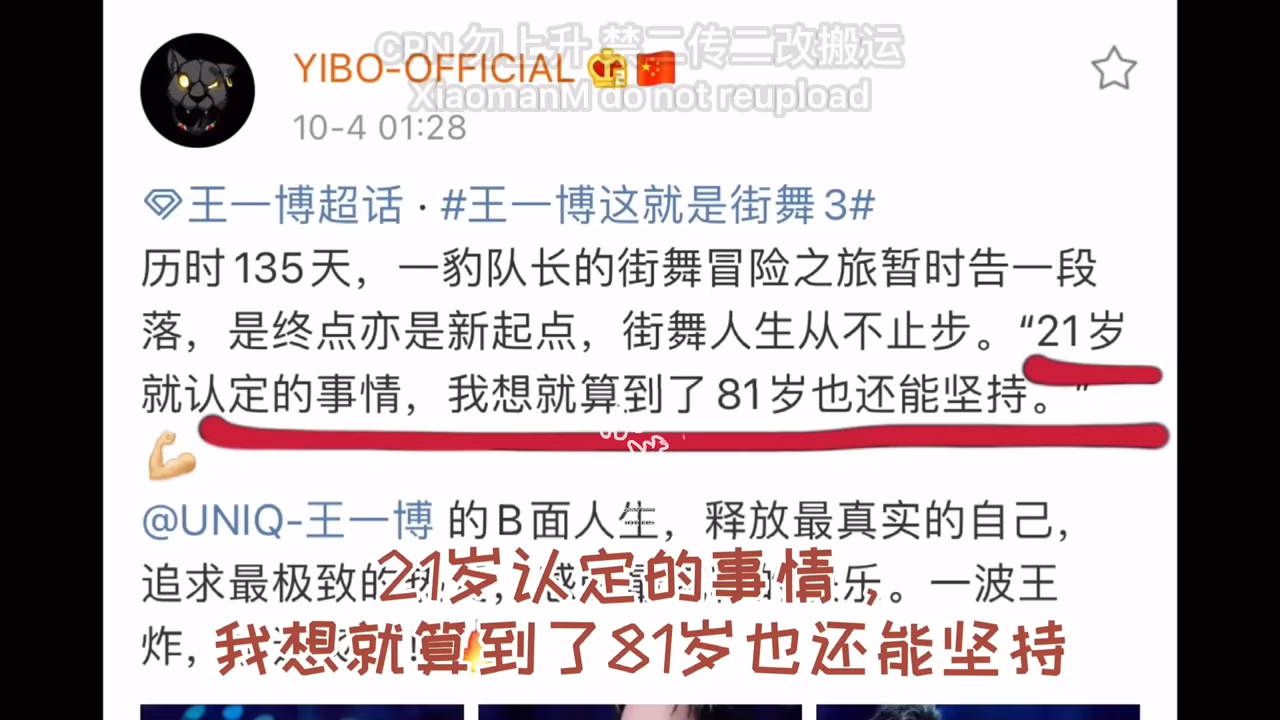 CPN 勿上升 禁二传二改搬运
YIBO-OFFICIAL
XiaomanM do not reupload
10-4 01:28
王一博超话·#王一博这就是街舞3#
历时135天，一豹队长的街舞冒险之旅暂时告一段
落，是终点亦是新起点，街舞人生从不止步。“21岁
就认定的事情，我想就算到了81岁也还能坚持。”
@UNIQ-王一博 的B面人生，释放最真实的自己，
追求最极致的 乐。一波王
炸，
21岁认定的事情，
我想就算到了81岁也还能坚持